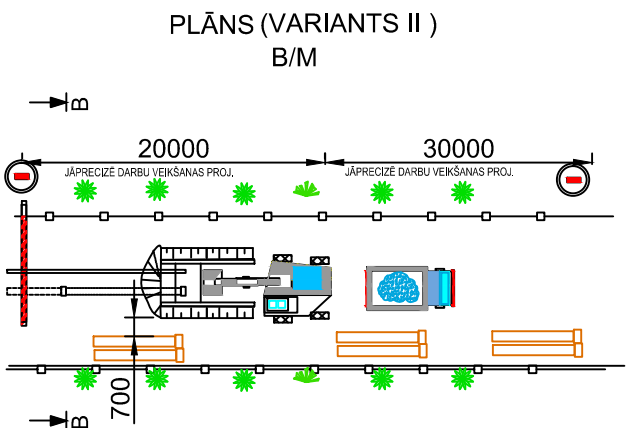 PLĀNS (VARIANTS II )
B/M
B
20000
30000
JĀPRECIZĒ DARBU VEIKŠANAS PROJ.
JĀPRECIZĒ DARBU VEIKŠANAS PROJ.
700
B